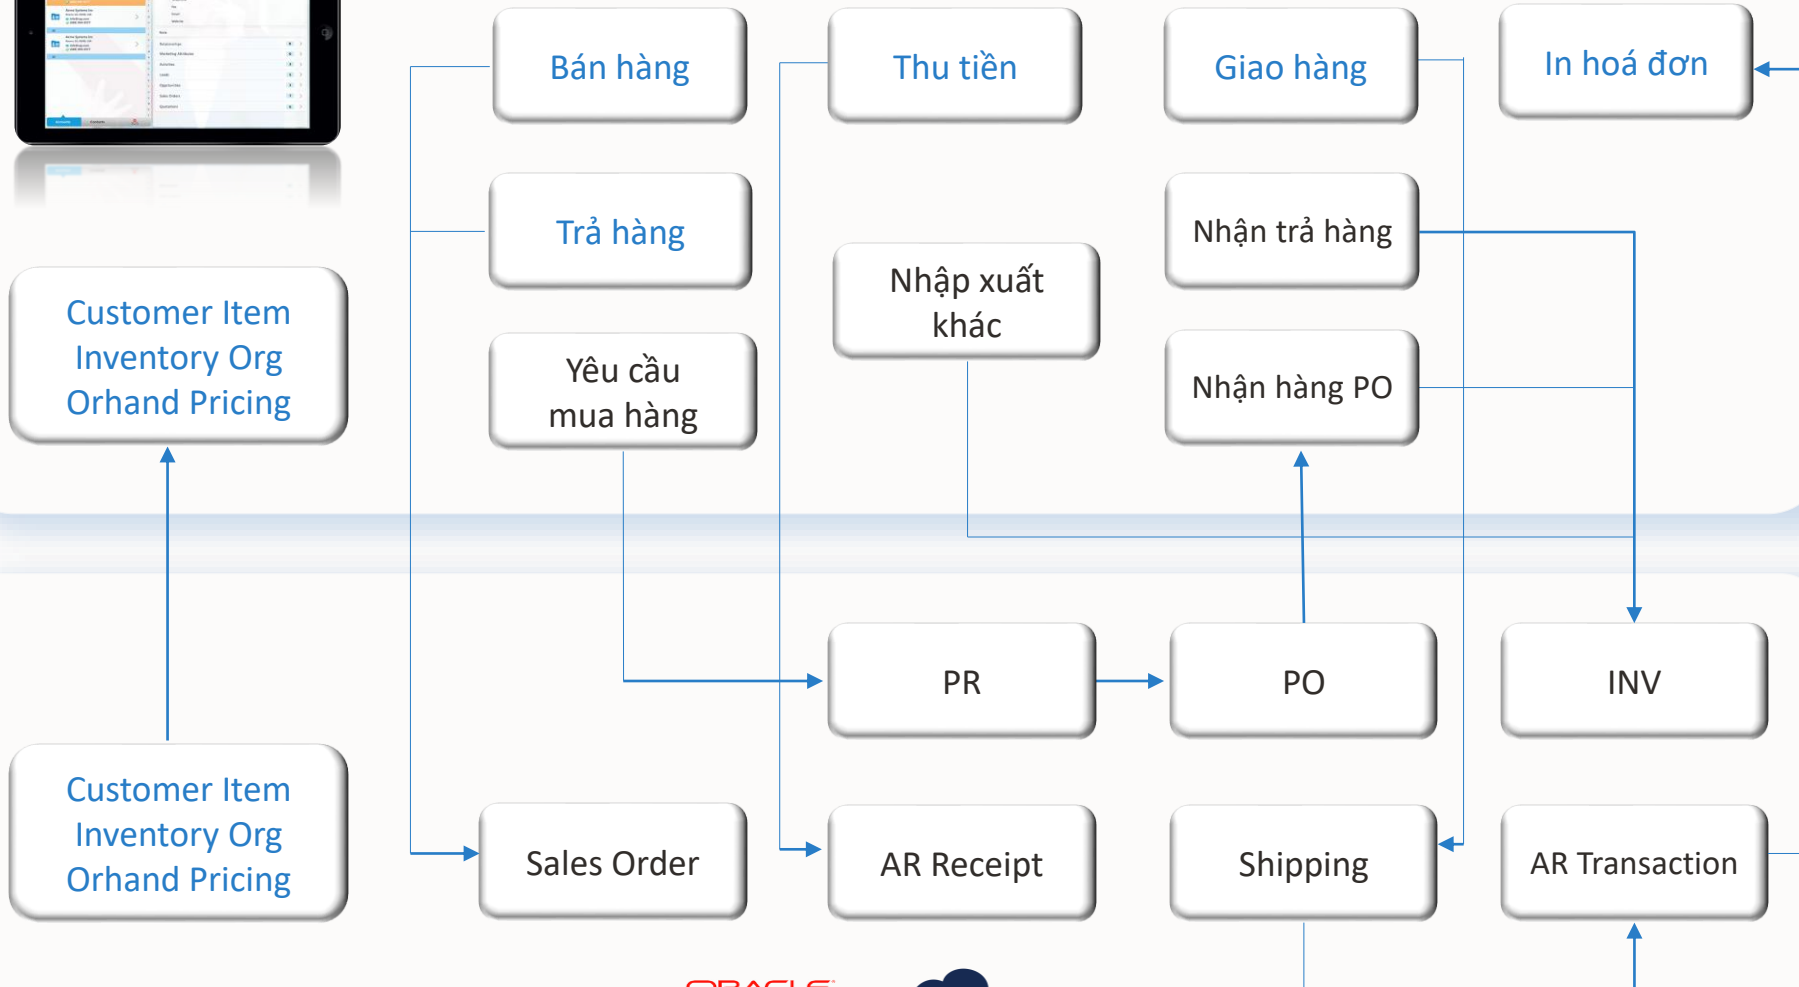 Bán hàng
Thu tiền
Giao hàng
In hoá đơn
Trả hàng
Nhận trả hàng
Nhập xuất
khác
Customer Item
Inventory Org
Orhand Pricing
Yêu cầu
mua hàng
Nhận hàng PO
PR
PO
INV
Customer Item
Inventory Org
Orhand Pricing
Sales Order
AR Receipt
Shipping
AR Transaction
ORACLE